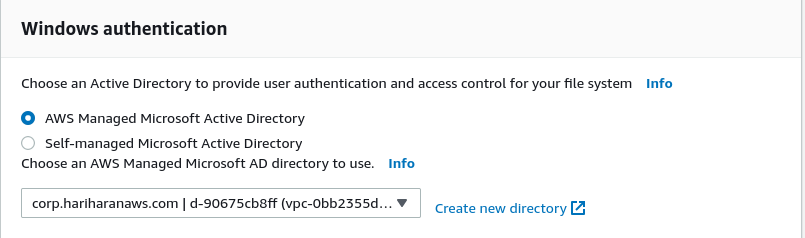 Windows authentication
Choose an Active Directory to provide user authentication and access control for your file system Info
AWS Managed Microsoft Active Directory
Self-managed Microsoft Active Directory
Choose an AWS Managed Microsoft AD directory to use. Info
corp.hariharanaws.com | d-90675cb8ff (vpc-0bb2355d...
Create new directory